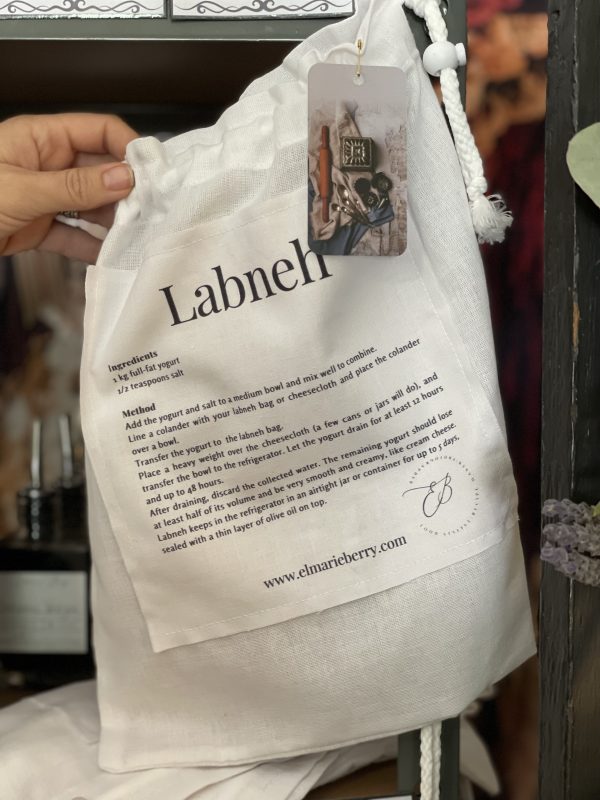 Labneh
Ingredients
1 kg full-fat yogurt
1/2 teaspoons salt
Method
Add the yogurt and salt to a medium bowl and mix well to combine.
Line a colander with your labneh bag or cheesecloth and place the colander
over a bowl.
Transfer the yogurt to the labneh bag.
Place a heavy weight over the cheesecloth (a few cans or jars will do), and
transfer the bowl to the refrigerator. Let the yogurt drain for at least 12 hours
and up to 48 hours.
After draining, discard the collected water. The remaining yogurt should lose
at least half of its volume and be very smooth and creamy, like cream cheese.
Labneh keeps in the refrigerator in an airtight jar or container for up to 5 days,
sealed with a thin layer of olive oil on top.
EB
www.elmarieberry.com